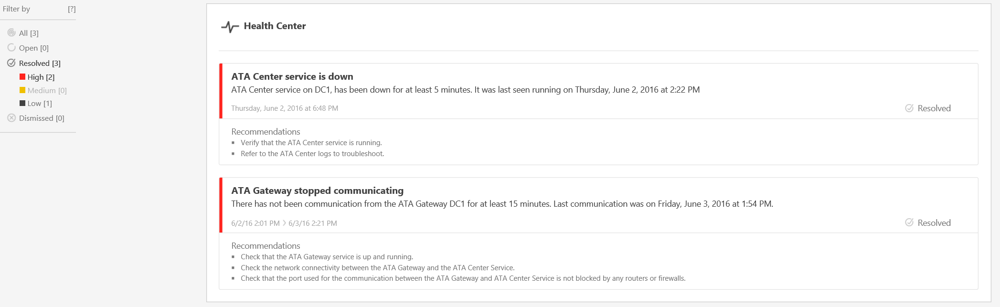 Filter by [?]
All [3]
Open [0]
Resolved [3]
High [2]
Medium [0]
Low [1]
Dismissed [0]
Health Center
ATA Center service is down
ATA Center service on DC1, has been down for at least 5 minutes. It was last seen running on Thursday, June 2, 2016 at 2:22 PM
Thursday, June 2, 2016 at 6:48 PM
Resolved
Recommendations
Verify that the ATA Center service is running.
Refer to the ATA Center logs to troubleshoot.
ATA Gateway stopped communicating
There has not been communication from the ATA Gateway DC1 for at least 15 minutes. Last communication was on Friday, June 3, 2016 at 1:54 PM.
6/2/16 2:01 PM > 6/3/16 2:21 PM
Resolved
Recommendations
Check that the ATA Gateway service is up and running.
Check the network connectivity between the ATA Gateway and the ATA Center Service.
Check that the port used for the communication between the ATA Gateway and ATA Center Service is not blocked by any routers or firewalls.